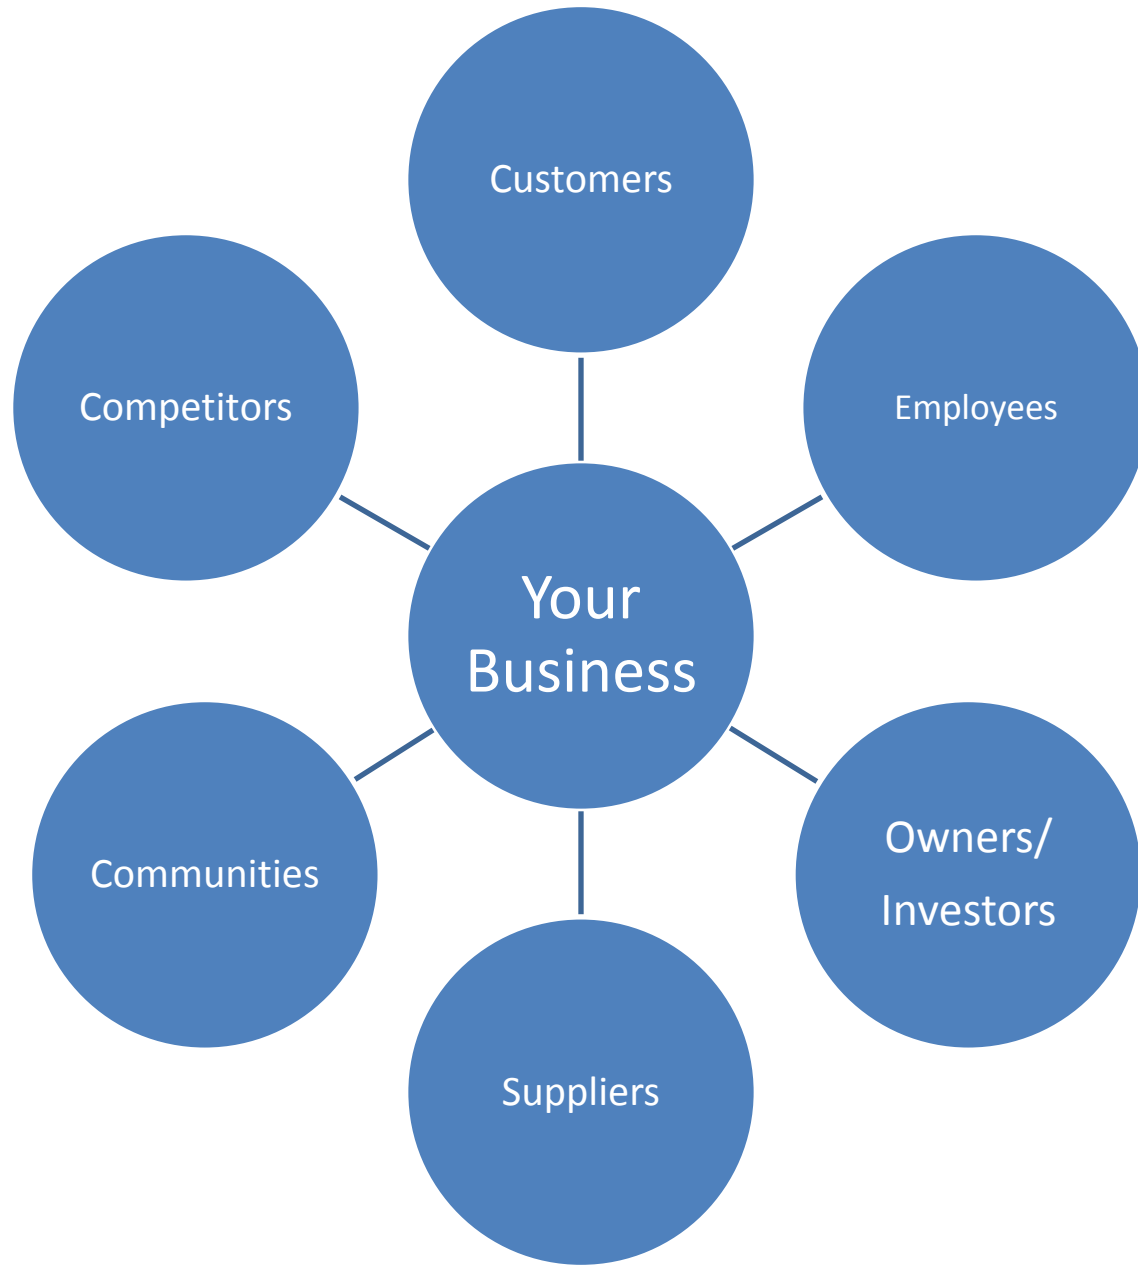 Customers
Competitors
Employees
Your
Business
Communities
Owners/
Investors
Suppliers